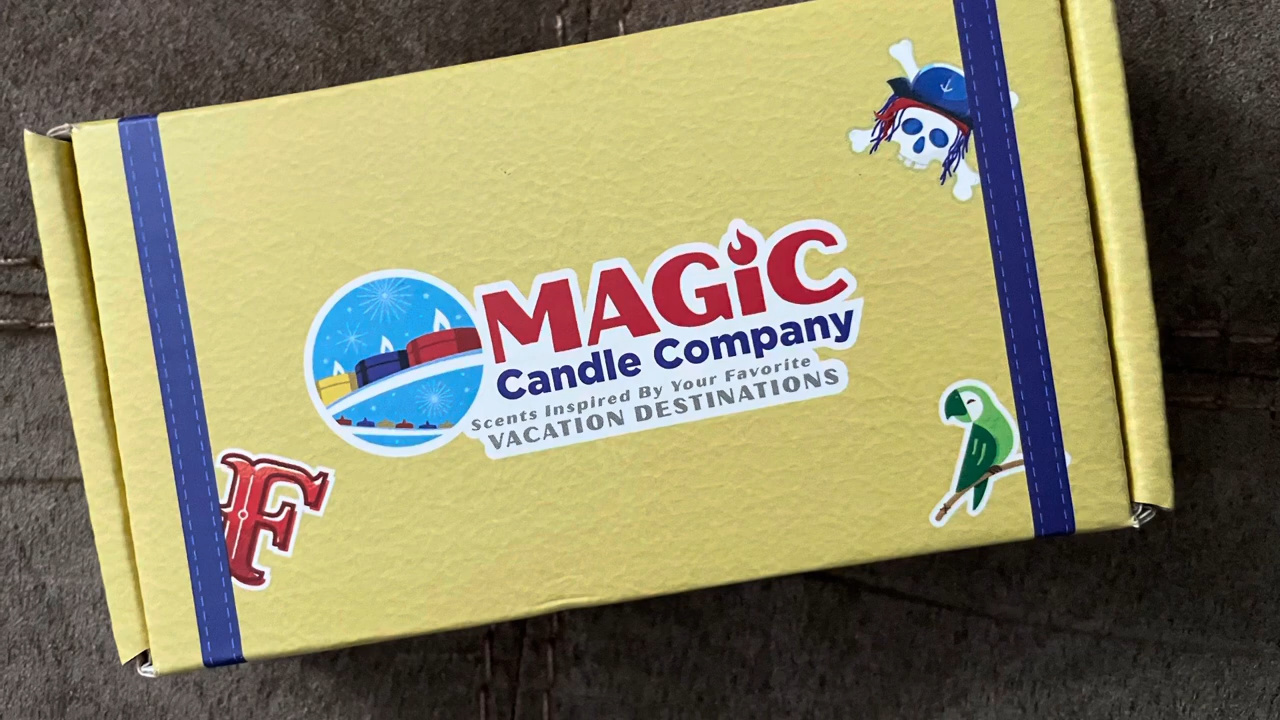 MAGiC
Candle Company
Scents Inspired By Your Favorite
VACATION DESTINATIONS
F